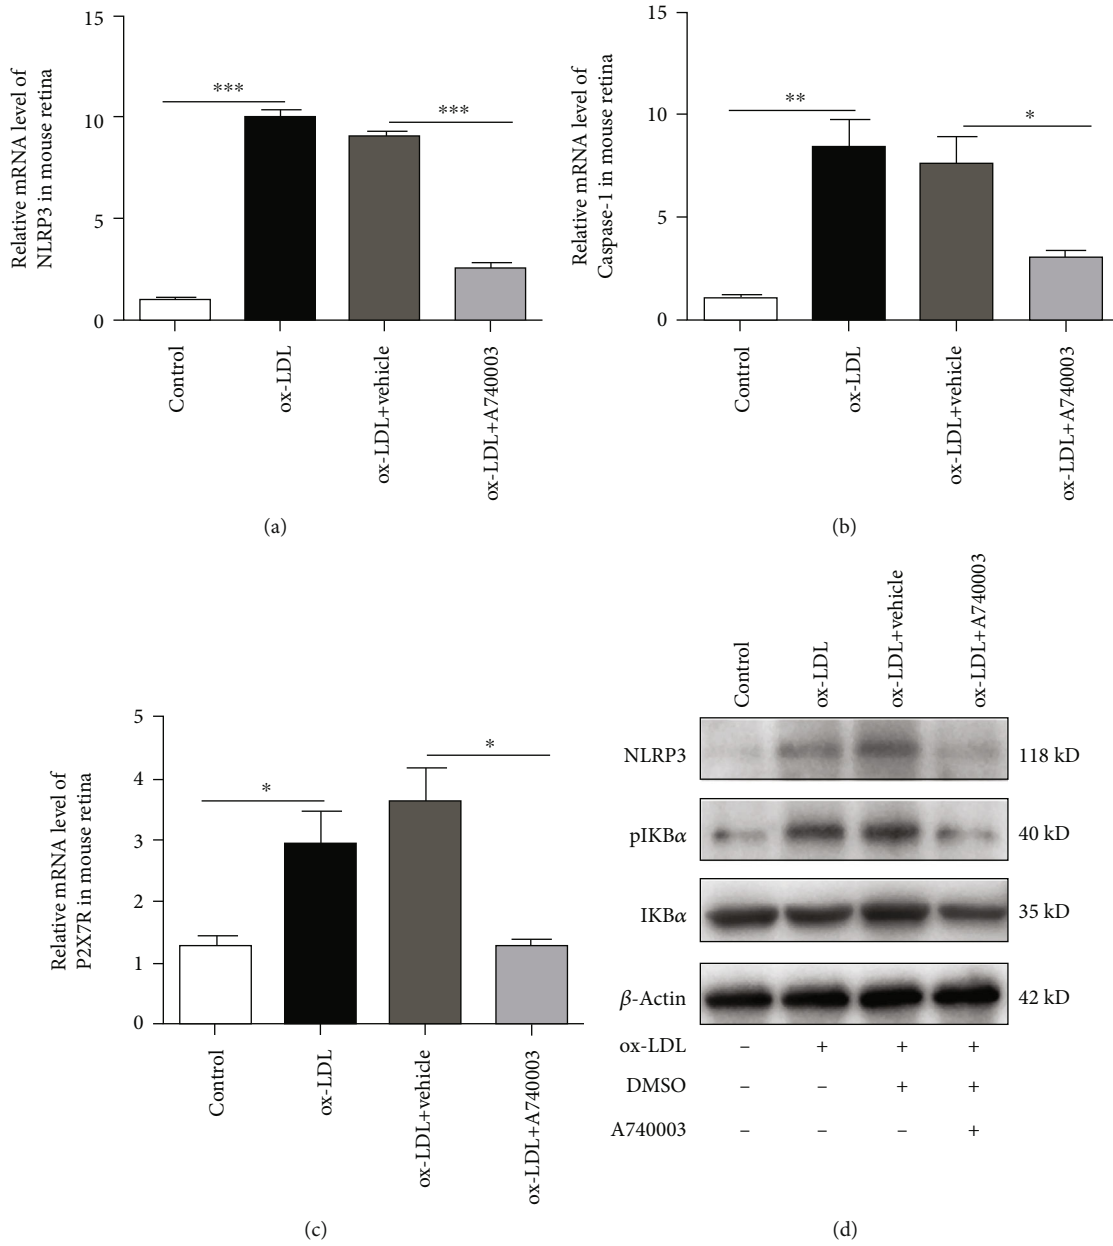 Relative mRNA level of
NLRP3 in mouse retina
15
10
5
0
***
***
Control
ox-LDL
ox-LDL+vehicle
ox-LDL+A740003
(a)
Relative mRNA level of
Caspase-1 in mouse retina
15
10
5
0
**
*
Control
ox-LDL
ox-LDL+vehicle
ox-LDL+A740003
(b)
Relative mRNA level of
P2X7R in mouse retina
5
4
3
2
1
0
*
*
Control
ox-LDL
ox-LDL+vehicle
ox-LDL+A740003
(c)
Control
ox-LDL
ox-LDL+vehicle
ox-LDL+A740003
NLRP3 118 kD
pIKBα 40 kD
IKBα 35 kD
β-Actin 42 kD
ox-LDL – + + +
DMSO – – + +
A740003 – – – +
(d)